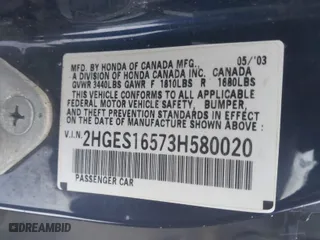 MFD. BY HONDA OF CANADA MFG., 05/'03
A DIVISION OF HONDA CANADA INC. CANADA
GVWR 3440LBS GAWR F 1810LBS R 1680LBS
THIS VEHICLE CONFORMS TO ALL APPLICABLE
FEDERAL MOTOR VEHICLE SAFETY, BUMPER, AND
THEFT PREVENTION STANDARDS IN EFFECT ON
THE DATE OF MANUFACTURE SHOWN ABOVE.
V.I.N. 2HGES16573H580020
PASSENGER CAR
DREAMBID